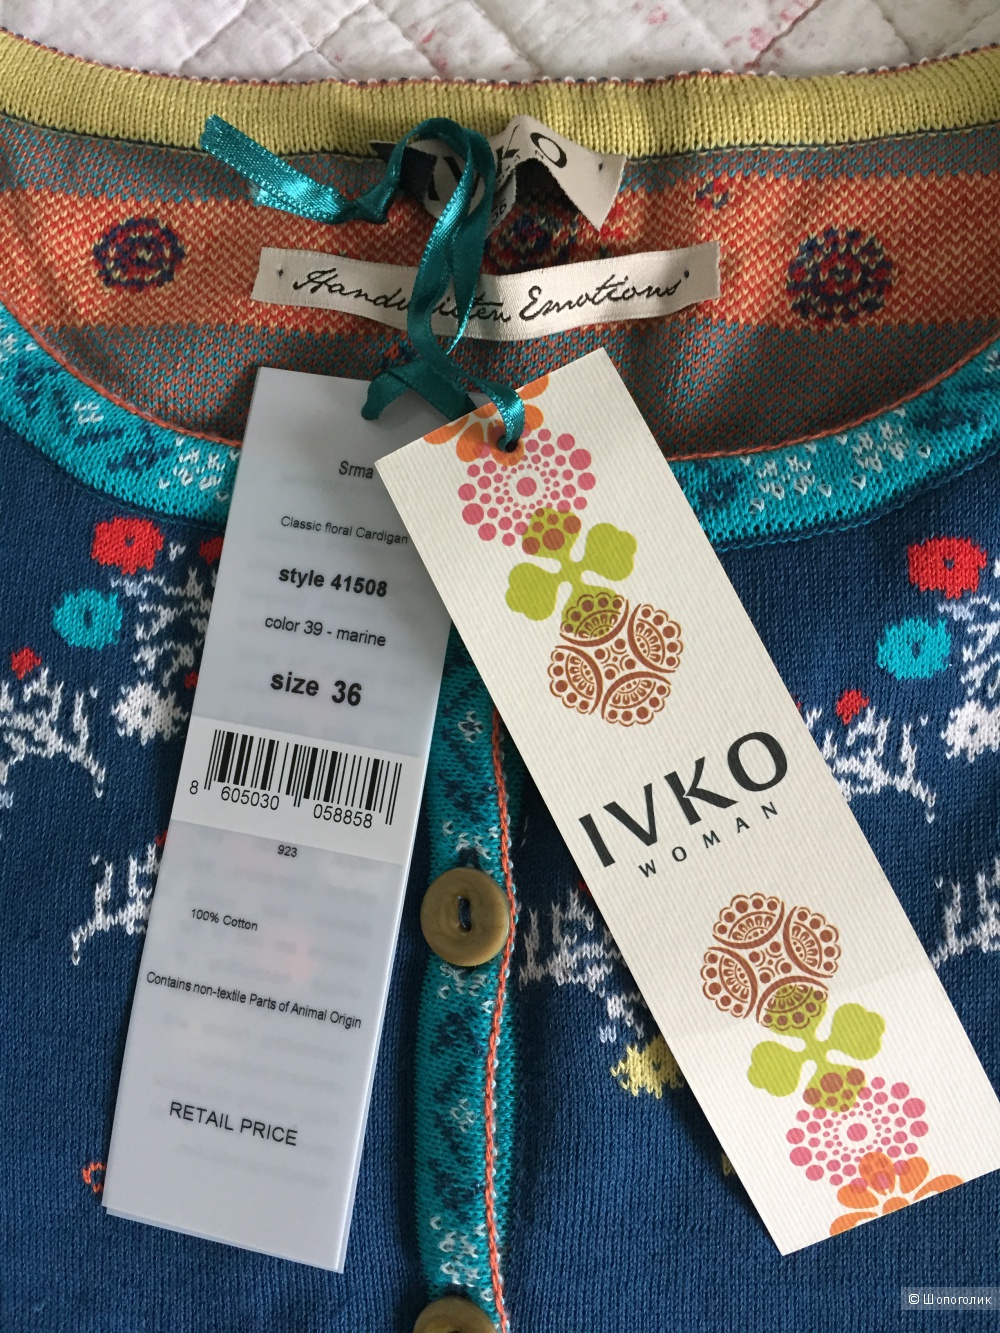 IVKO
36
Handwritten Emotions
Srma
Classic floral Cardigan
style 41508
color 39 - marine
size 36
8 605030 058858
923
100% Cotton
Contains non-textile Parts of Animal Origin
RETAIL PRICE
IVKO
WOMAN
© Шопоголик